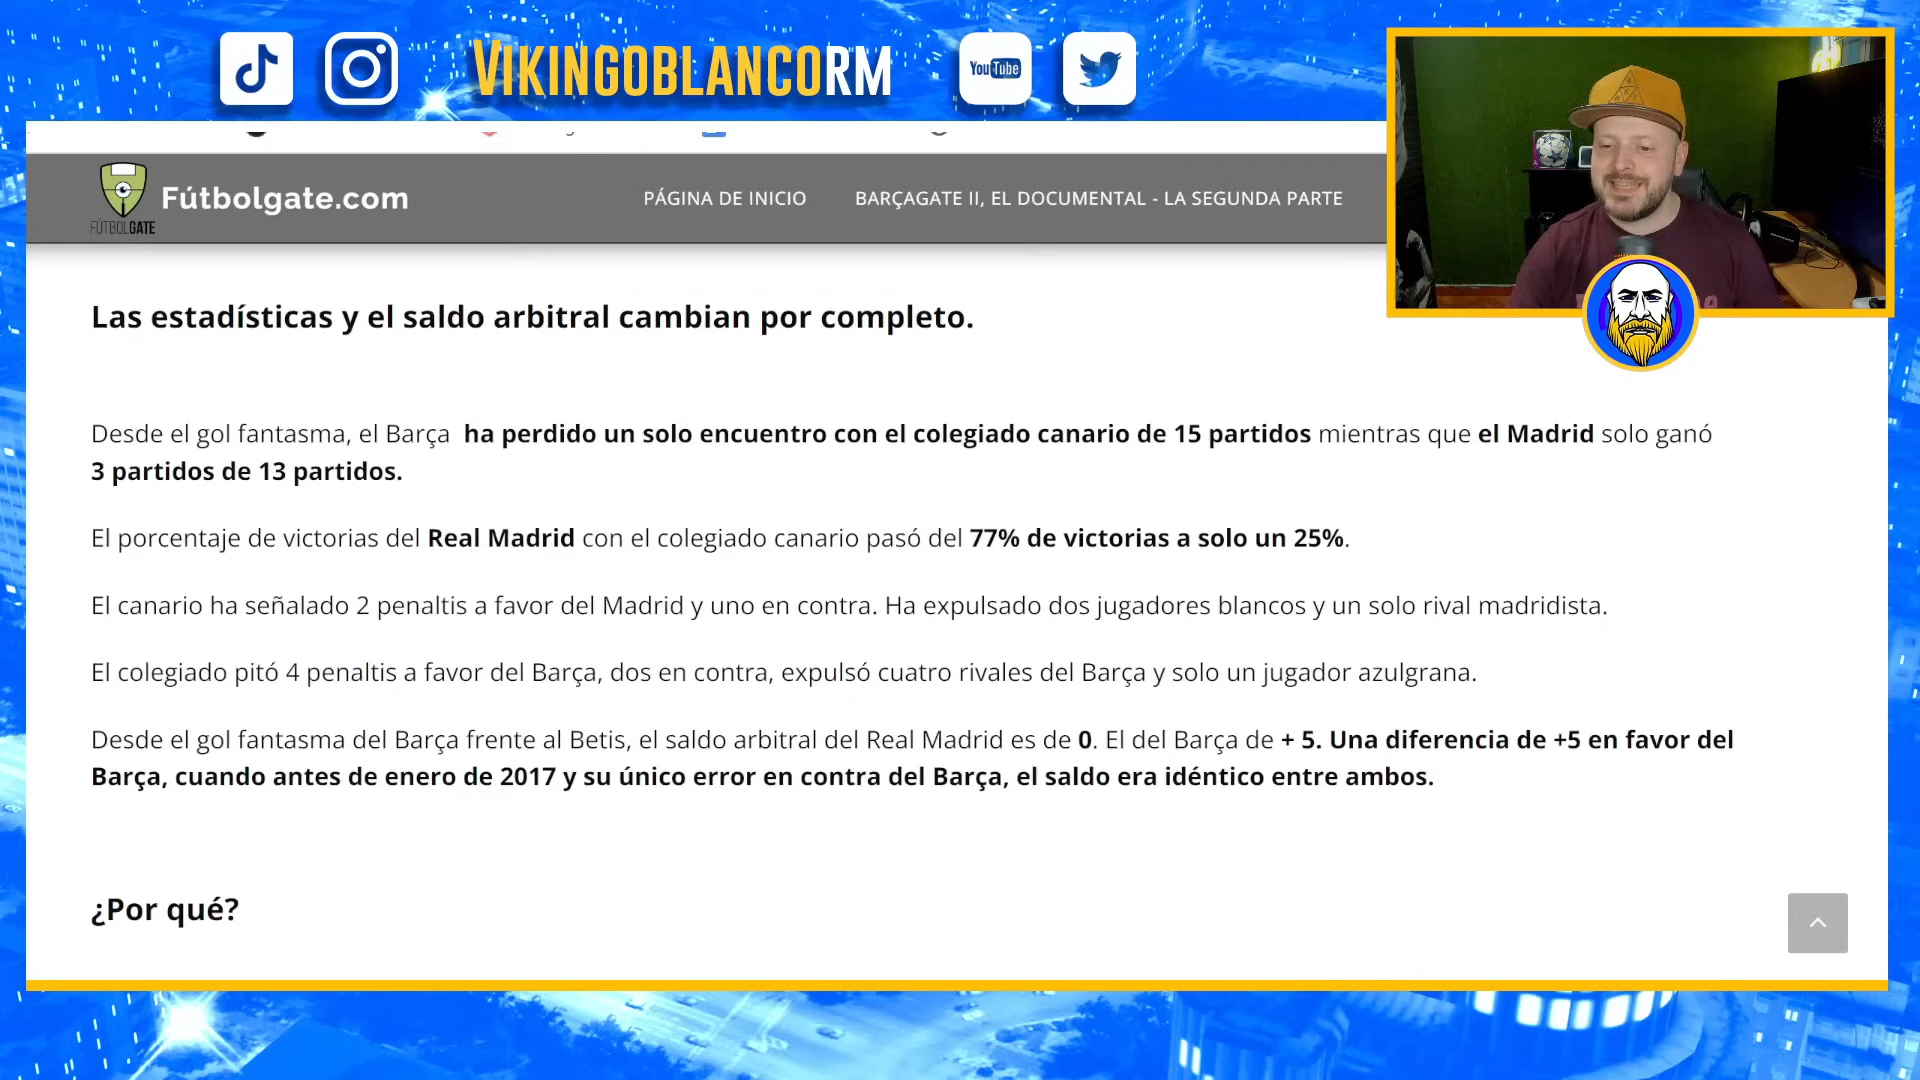 VIKINGOBLANCORM
You Tube
FÚTBOLGATE
Fútbolgate.com
PÁGINA DE INICIO
BARÇAGATE II, EL DOCUMENTAL - LA SEGUNDA PARTE
Las estadísticas y el saldo arbitral cambian por completo.
Desde el gol fantasma, el Barça ha perdido un solo encuentro con el colegiado canario de 15 partidos mientras que el Madrid solo ganó
3 partidos de 13 partidos.
El porcentaje de victorias del Real Madrid con el colegiado canario pasó del 77% de victorias a solo un 25%.
El canario ha señalado 2 penaltis a favor del Madrid y uno en contra. Ha expulsado dos jugadores blancos y un solo rival madridista.
El colegiado pitó 4 penaltis a favor del Barça, dos en contra, expulsó cuatro rivales del Barça y solo un jugador azulgrana.
Desde el gol fantasma del Barça frente al Betis, el saldo arbitral del Real Madrid es de 0. El del Barça de + 5. Una diferencia de +5 en favor del
Barça, cuando antes de enero de 2017 y su único error en contra del Barça, el saldo era idéntico entre ambos.
¿Por qué?